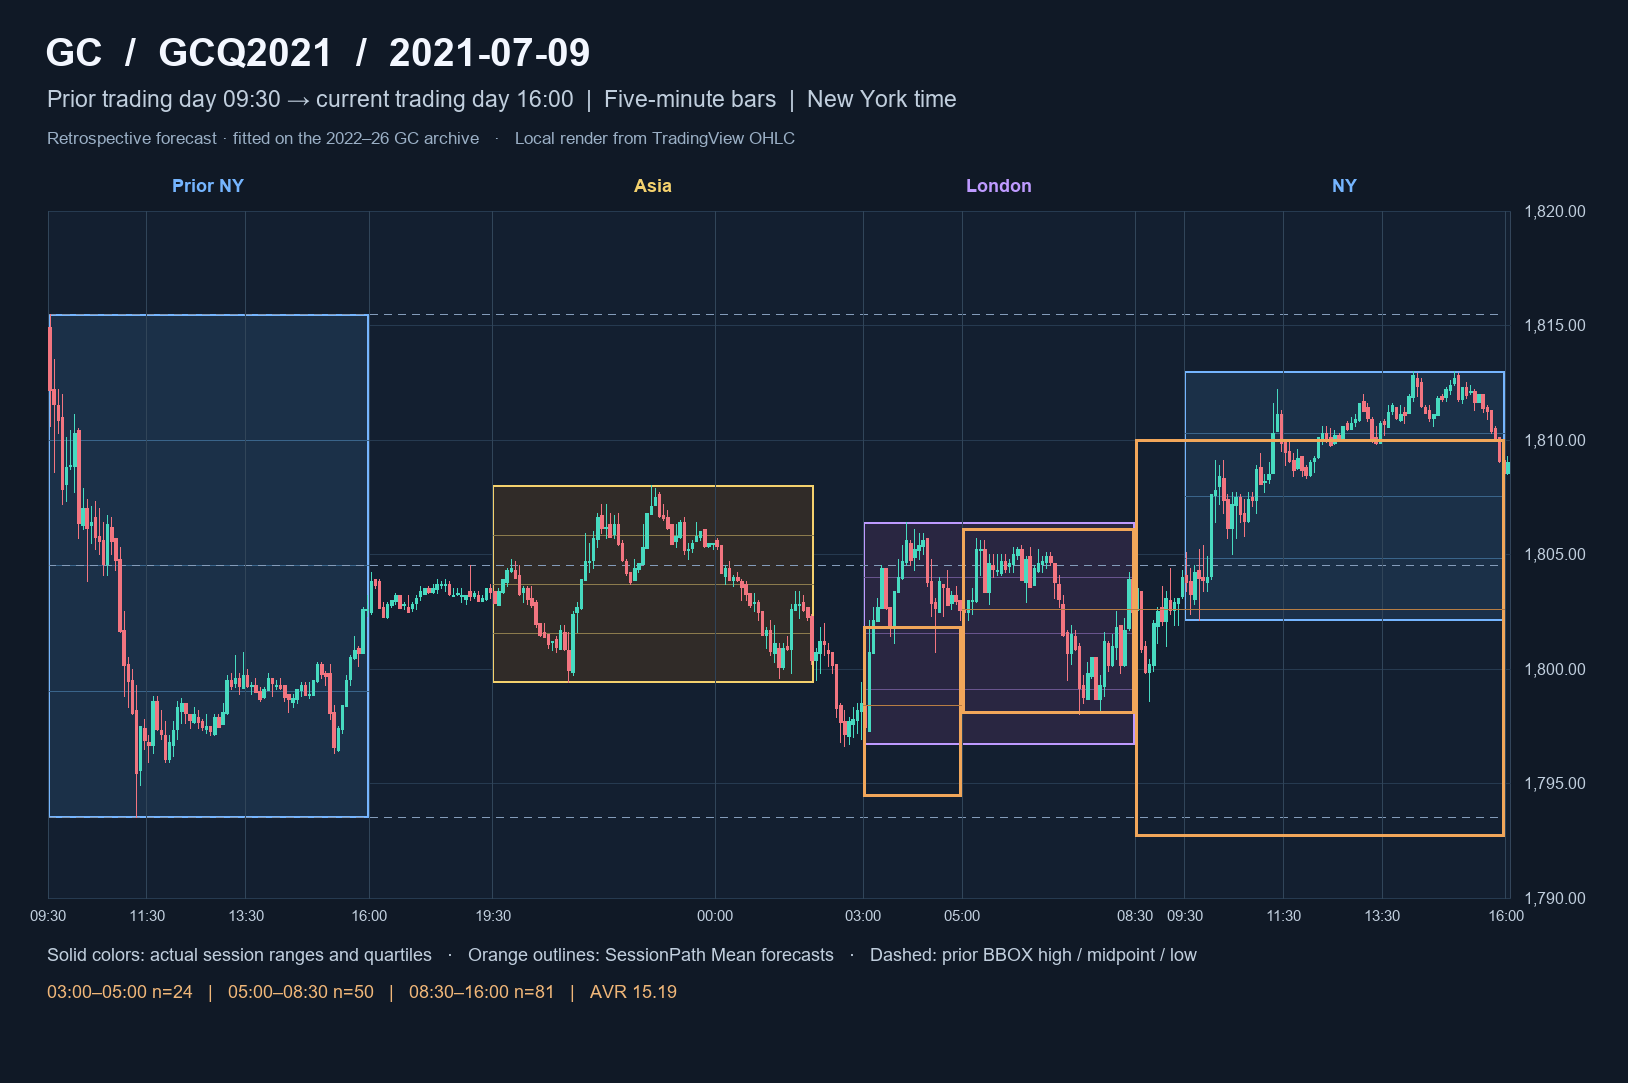 GC / GCQ2021 / 2021-07-09
Prior trading day 09:30 → current trading day 16:00 | Five-minute bars | New York time
Retrospective forecast · fitted on the 2022–26 GC archive · Local render from TradingView OHLC
Prior NY Asia London NY
1,820.00
1,815.00
1,810.00
1,805.00
1,800.00
1,795.00
1,790.00
09:30 11:30 13:30 16:00 19:30 00:00 03:00 05:00 08:30 09:30 11:30 13:30 16:00
Solid colors: actual session ranges and quartiles · Orange outlines: SessionPath Mean forecasts · Dashed: prior BBOX high / midpoint / low
03:00–05:00 n=24 | 05:00–08:30 n=50 | 08:30–16:00 n=81 | AVR 15.19